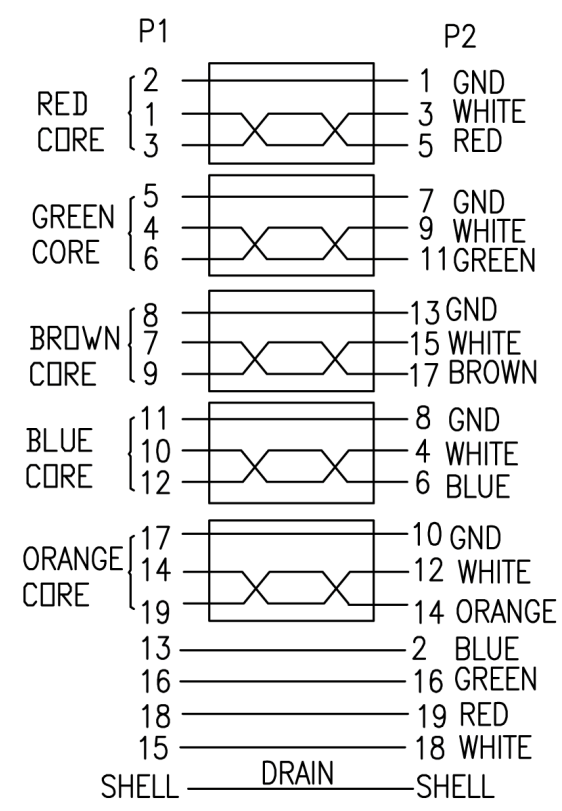 P1 P2
2 1 GND
RED 1 3 WHITE
CORE 3 5 RED
5 7 GND
GREEN 4 9 WHITE
CORE 6 11 GREEN
8 13 GND
BROWN 7 15 WHITE
CORE 9 17 BROWN
11 8 GND
BLUE 10 4 WHITE
CORE 12 6 BLUE
17 10 GND
ORANGE 14 12 WHITE
CORE 19 14 ORANGE
13 2 BLUE
16 16 GREEN
18 19 RED
15 18 WHITE
SHELL DRAIN SHELL